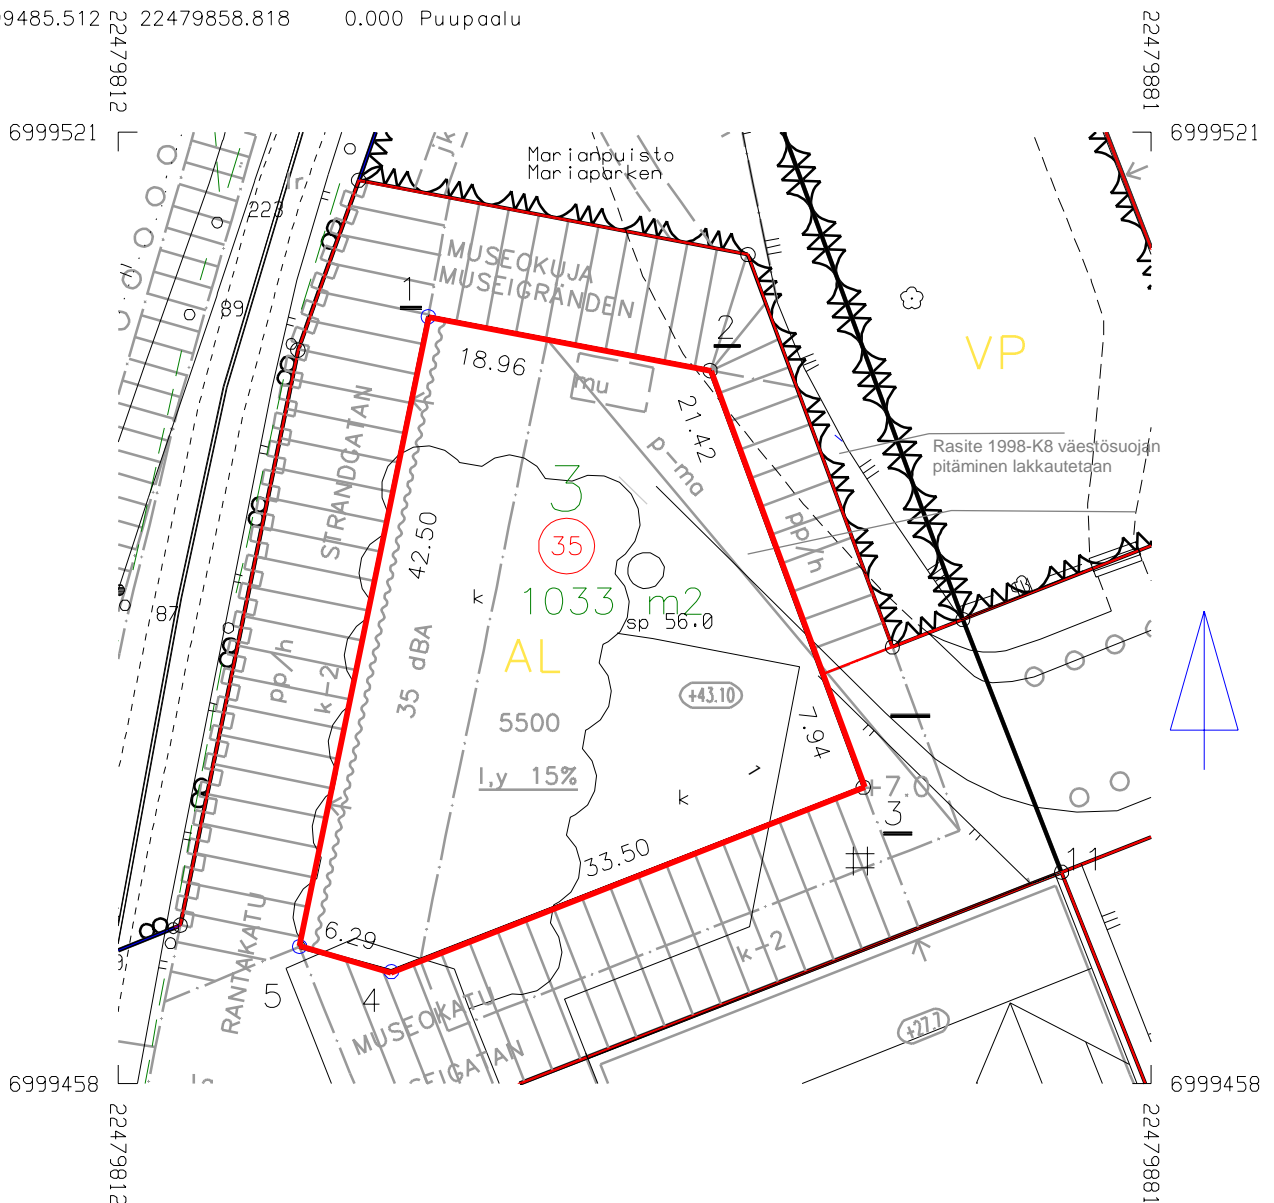 9485.512 22479858.818 0.000 Puupaalu
22479812
22479881
6999521
6999521
jk
Marianpuisto
Mariaparken
223
MUSEOKUJA
MUSEIGRÄNDEN
1
2
89
18.96
mu
VP
21.42
p-ma
Rasite 1998-K8 väestösuojan
pitäminen lakkautetaan
STRANDGATAN
3
42.50
35
pp/h
k
1033 m2
87
sp 56.0
AL
35 dBA
pp/h
k-2
+43.10
5500
7.94
I,y 15%
1
k
+7.0
3
33.50
11
RANTAKATU
6.29
k-2
5
4
MUSEOKATU
+27.7
SEIGATAN
6999458
6999458
22479812
22479881